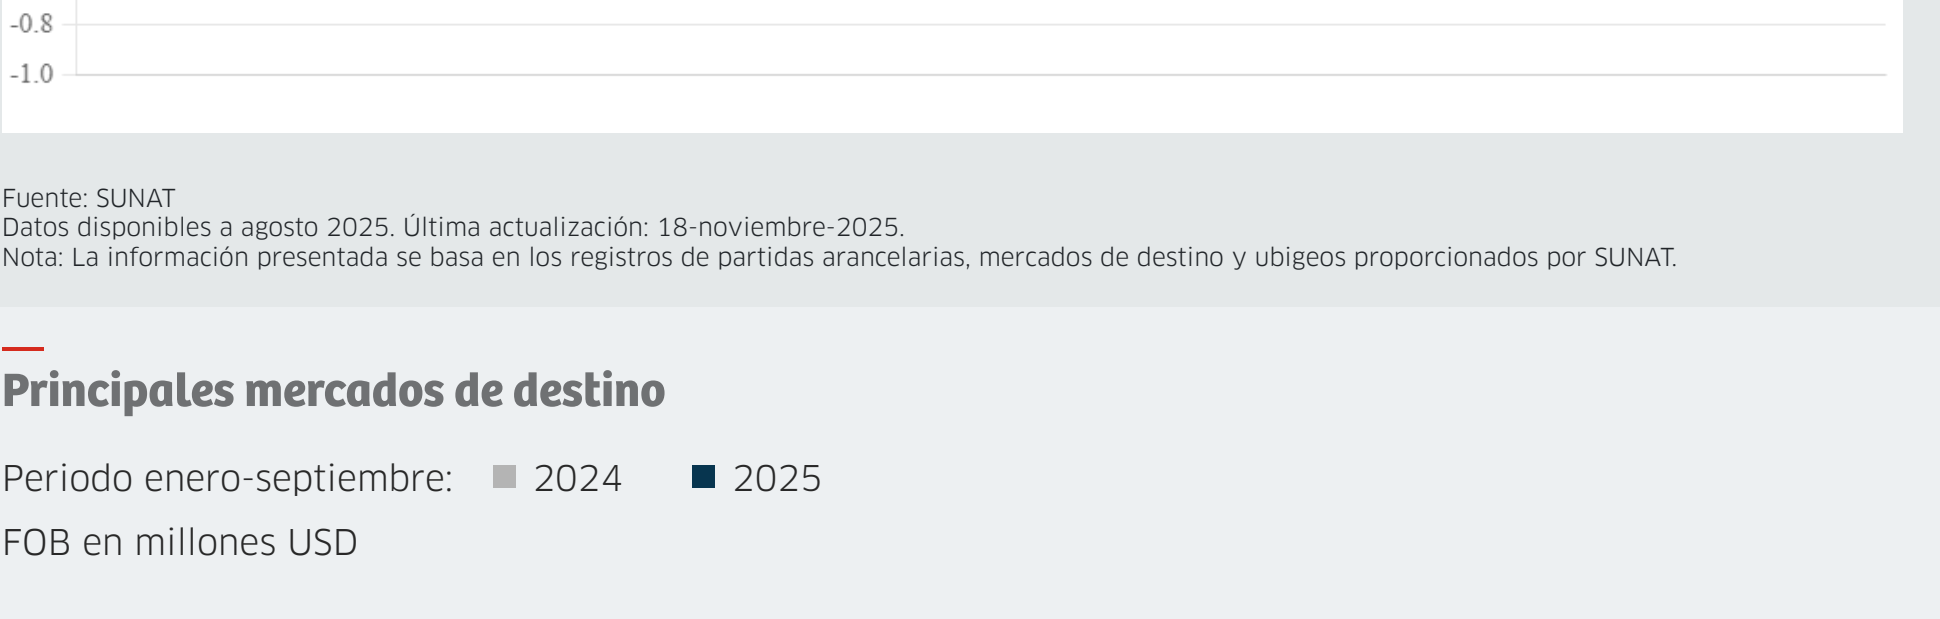 -0.8
-1.0
Fuente: SUNAT
Datos disponibles a agosto 2025. Última actualización: 18-noviembre-2025.
Nota: La información presentada se basa en los registros de partidas arancelarias, mercados de destino y ubigeos proporcionados por SUNAT.
Principales mercados de destino
Periodo enero-septiembre: 2024 2025
FOB en millones USD